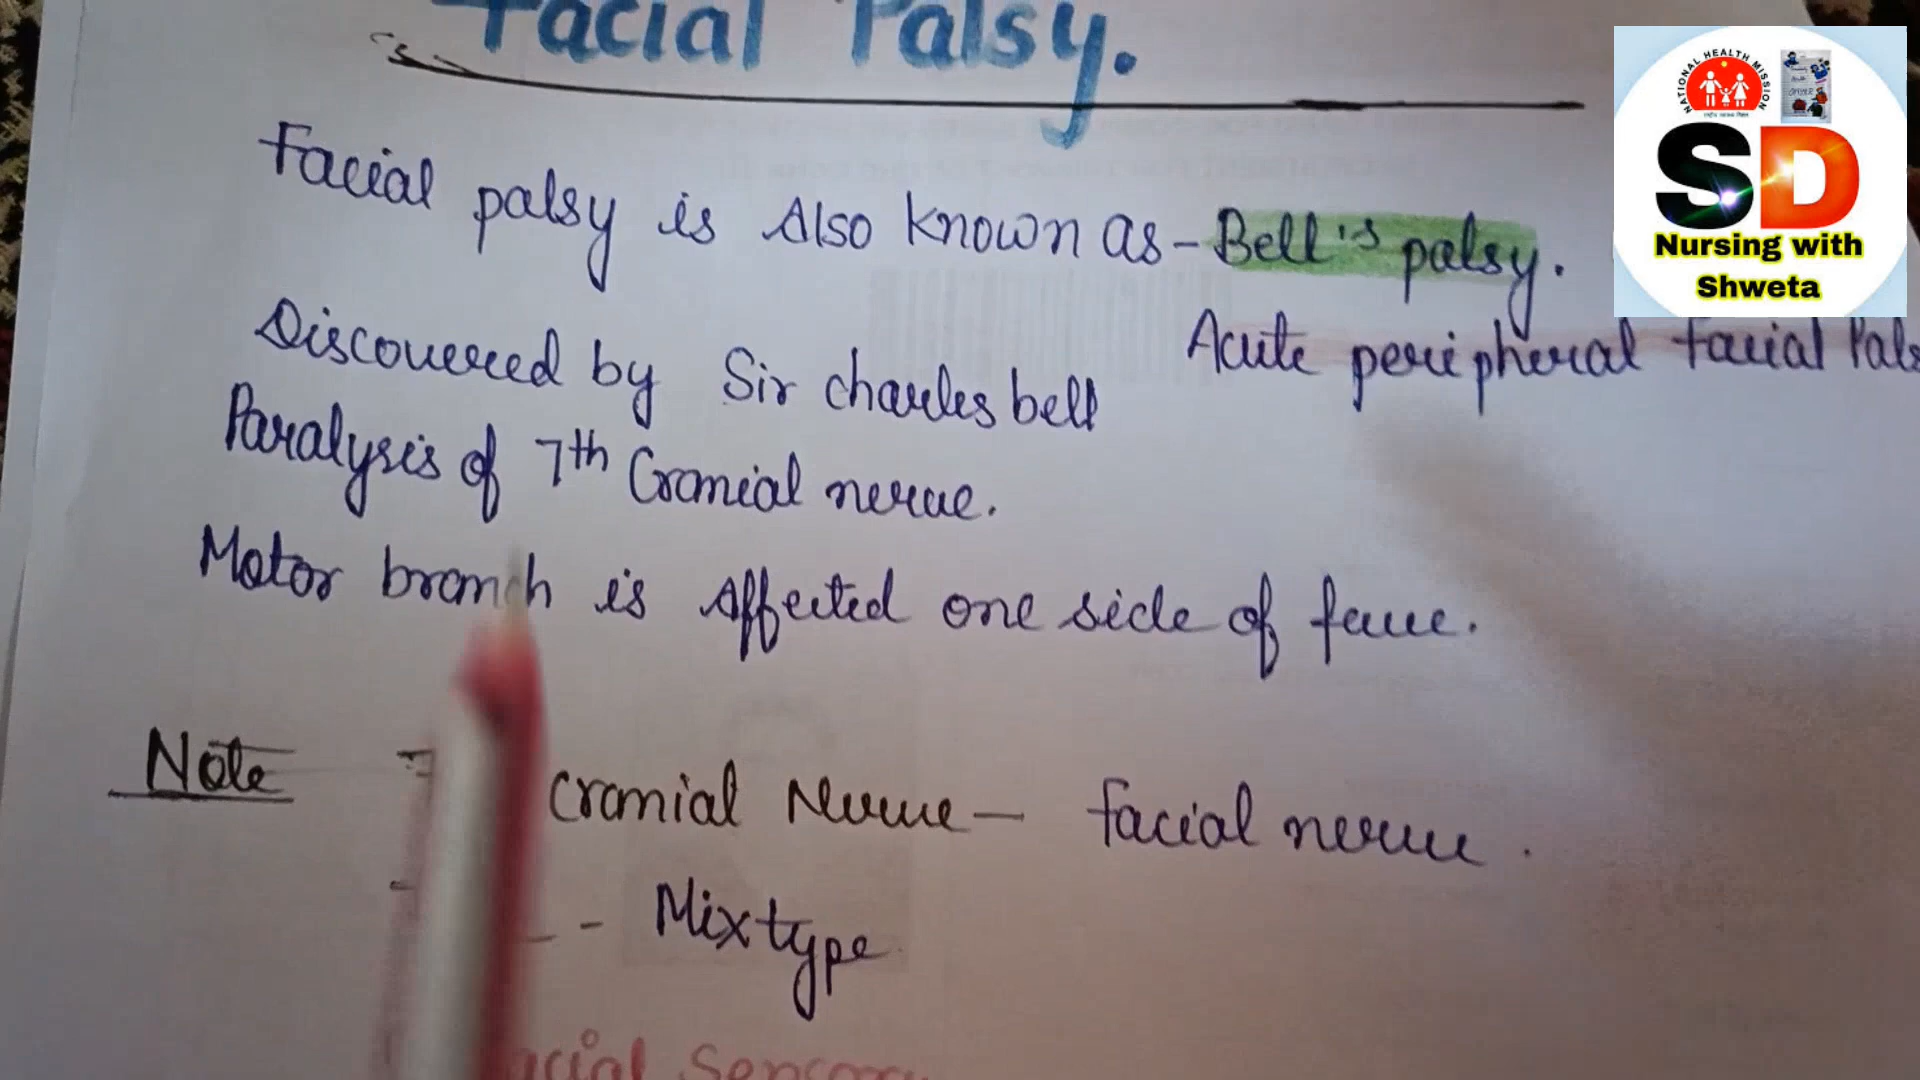 Facial Palsy.
Facial palsy is Also known as - Bell's palsy.
Acute peripheral facial Pals
Discovered by Sir charles bell
Paralysis of 7th Cranial nerve.
Motor branch is Affected one side of face.
Note
cranial Nerve - facial nerve.
- Mixtype
NATIONAL HEALTH MISSION
SD
Nursing with
Shweta